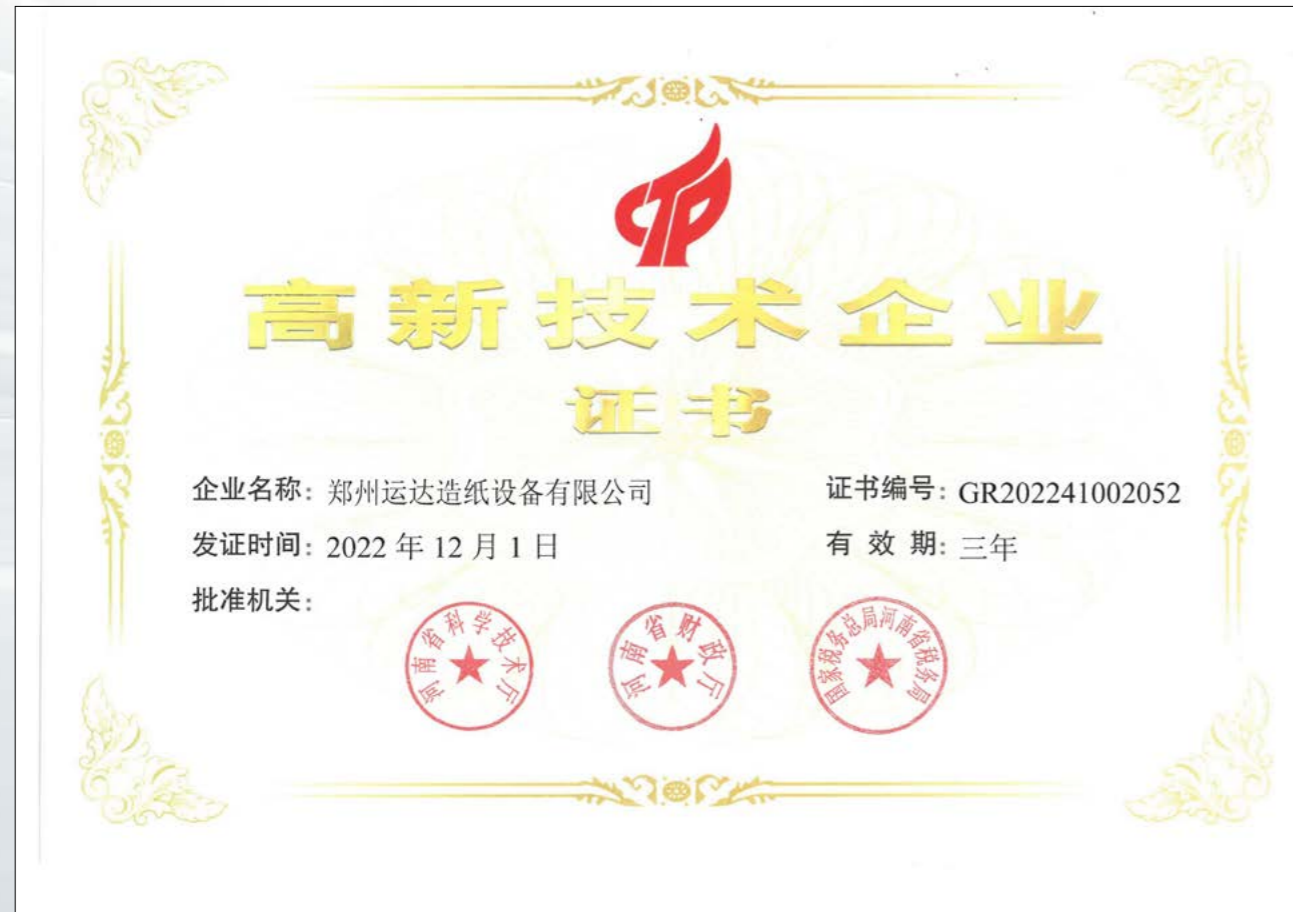 高新技术企业
证书
企业名称：郑州运达造纸设备有限公司 证书编号：GR202241002052
发证时间：2022 年 12 月 1 日 有 效 期：三年
批准机关：
河南省科学技术厅
河南省财政厅
国家税务总局河南省税务局